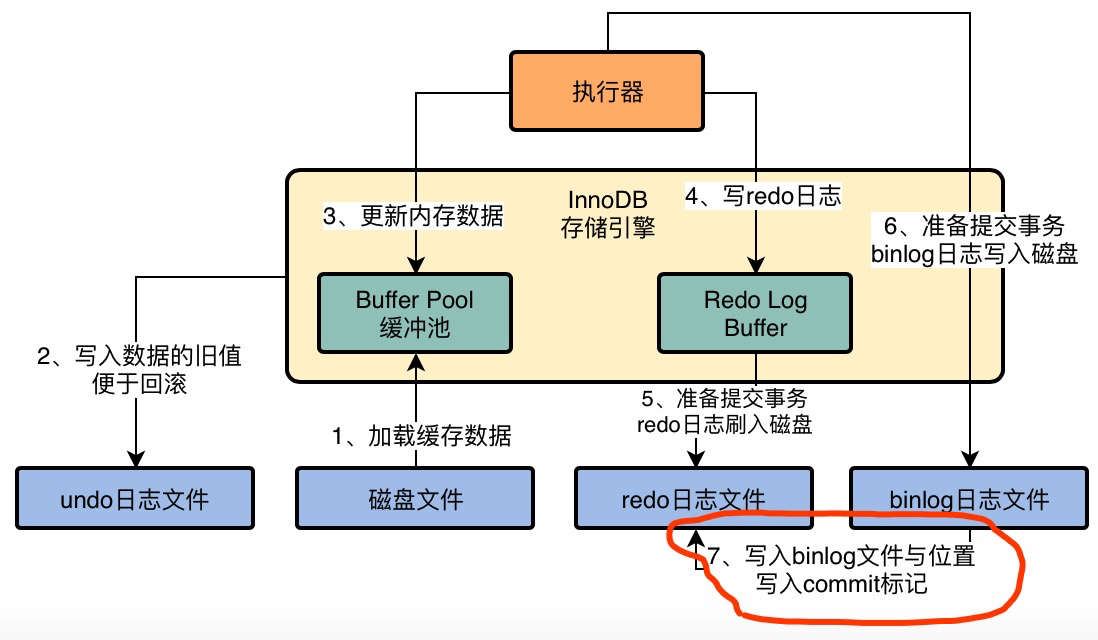 执行器
InnoDB
存储引擎
3、更新内存数据
4、写redo日志
6、准备提交事务
binlog日志写入磁盘
Buffer Pool
缓冲池
Redo Log
Buffer
2、写入数据的旧值
便于回滚
1、加载缓存数据
5、准备提交事务
redo日志刷入磁盘
undo日志文件
磁盘文件
redo日志文件
binlog日志文件
7、写入binlog文件与位置
写入commit标记